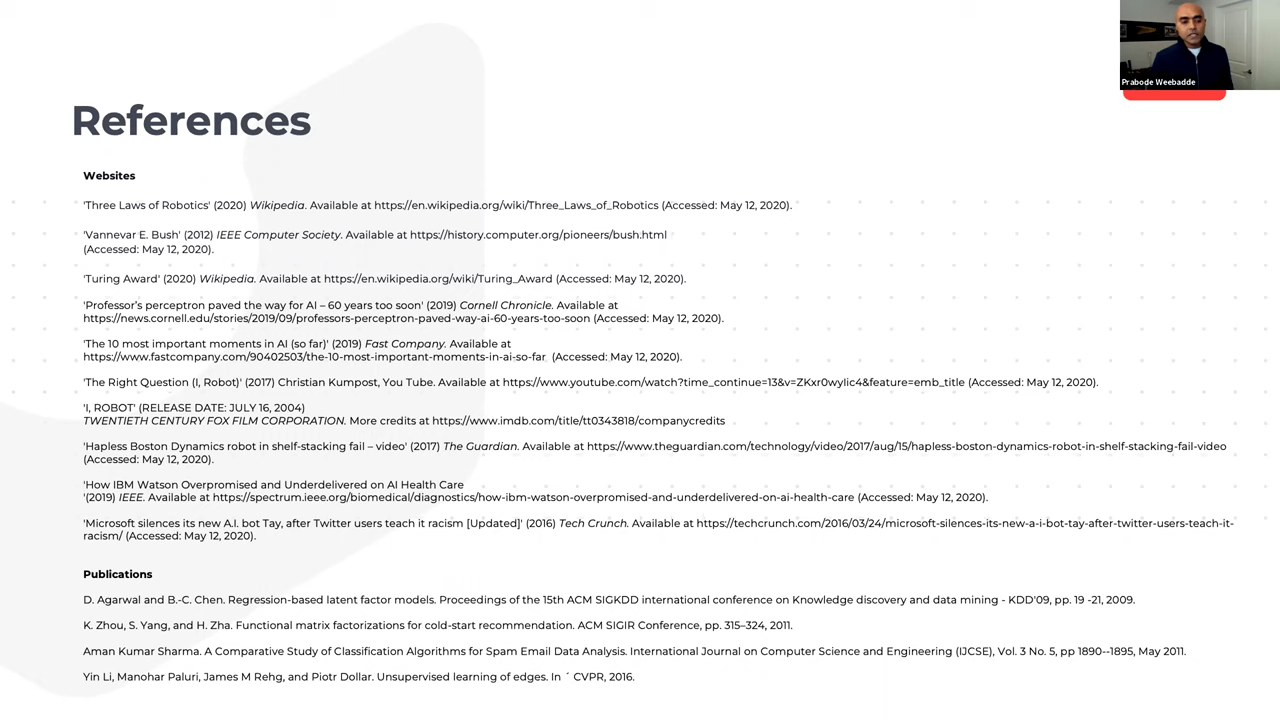 Prabode Weebadde
References
Websites
'Three Laws of Robotics' (2020) Wikipedia. Available at https://en.wikipedia.org/wiki/Three_Laws_of_Robotics (Accessed: May 12, 2020).
'Vannevar E. Bush' (2012) IEEE Computer Society. Available at https://history.computer.org/pioneers/bush.html
(Accessed: May 12, 2020).
'Turing Award' (2020) Wikipedia. Available at https://en.wikipedia.org/wiki/Turing_Award (Accessed: May 12, 2020).
'Professor's perceptron paved the way for AI – 60 years too soon' (2019) Cornell Chronicle. Available at
https://news.cornell.edu/stories/2019/09/professors-perceptron-paved-way-ai-60-years-too-soon (Accessed: May 12, 2020).
'The 10 most important moments in AI (so far)' (2019) Fast Company. Available at
https://www.fastcompany.com/90402503/the-10-most-important-moments-in-ai-so-far (Accessed: May 12, 2020).
'The Right Question (I, Robot)' (2017) Christian Kumpost, You Tube. Available at https://www.youtube.com/watch?time_continue=13&v=ZKxr0wyIic4&feature=emb_title (Accessed: May 12, 2020).
'I, ROBOT' (RELEASE DATE: JULY 16, 2004)
TWENTIETH CENTURY FOX FILM CORPORATION. More credits at https://www.imdb.com/title/tt0343818/companycredits
'Hapless Boston Dynamics robot in shelf-stacking fail – video' (2017) The Guardian. Available at https://www.theguardian.com/technology/video/2017/aug/15/hapless-boston-dynamics-robot-in-shelf-stacking-fail-video
(Accessed: May 12, 2020).
'How IBM Watson Overpromised and Underdelivered on AI Health Care
'(2019) IEEE. Available at https://spectrum.ieee.org/biomedical/diagnostics/how-ibm-watson-overpromised-and-underdelivered-on-ai-health-care (Accessed: May 12, 2020).
'Microsoft silences its new A.I. bot Tay, after Twitter users teach it racism [Updated]' (2016) Tech Crunch. Available at https://techcrunch.com/2016/03/24/microsoft-silences-its-new-a-i-bot-tay-after-twitter-users-teach-it-
racism/ (Accessed: May 12, 2020).
Publications
D. Agarwal and B.-C. Chen. Regression-based latent factor models. Proceedings of the 15th ACM SIGKDD international conference on Knowledge discovery and data mining - KDD'09, pp. 19 -21, 2009.
K. Zhou, S. Yang, and H. Zha. Functional matrix factorizations for cold-start recommendation. ACM SIGIR Conference, pp. 315–324, 2011.
Aman Kumar Sharma. A Comparative Study of Classification Algorithms for Spam Email Data Analysis. International Journal on Computer Science and Engineering (IJCSE), Vol. 3 No. 5, pp 1890--1895, May 2011.
Yin Li, Manohar Paluri, James M Rehg, and Piotr Dollar. Unsupervised learning of edges. In ´ CVPR, 2016.